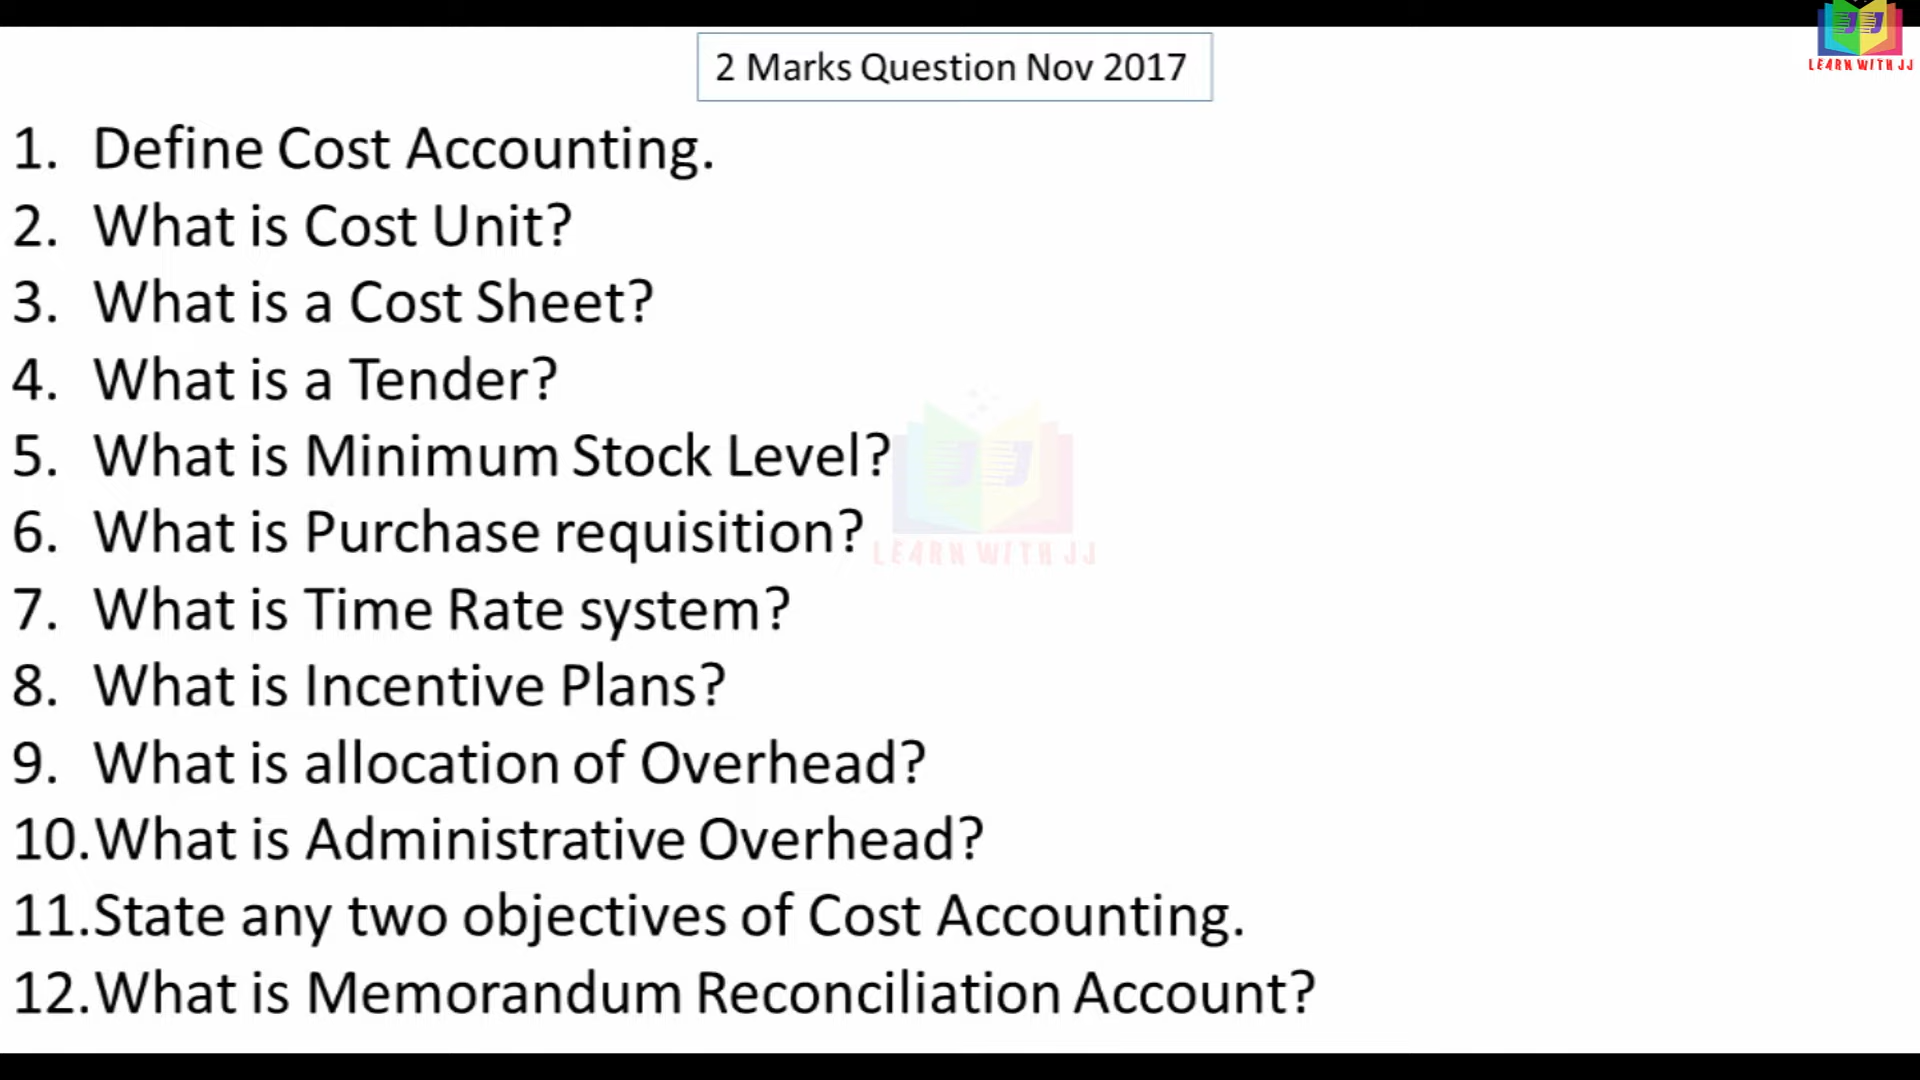 2 Marks Question Nov 2017
LEARN WITH JJ
1. Define Cost Accounting.
2. What is Cost Unit?
3. What is a Cost Sheet?
4. What is a Tender?
5. What is Minimum Stock Level?
6. What is Purchase requisition?
LEARN WITH JJ
7. What is Time Rate system?
8. What is Incentive Plans?
9. What is allocation of Overhead?
10.What is Administrative Overhead?
11.State any two objectives of Cost Accounting.
12.What is Memorandum Reconciliation Account?